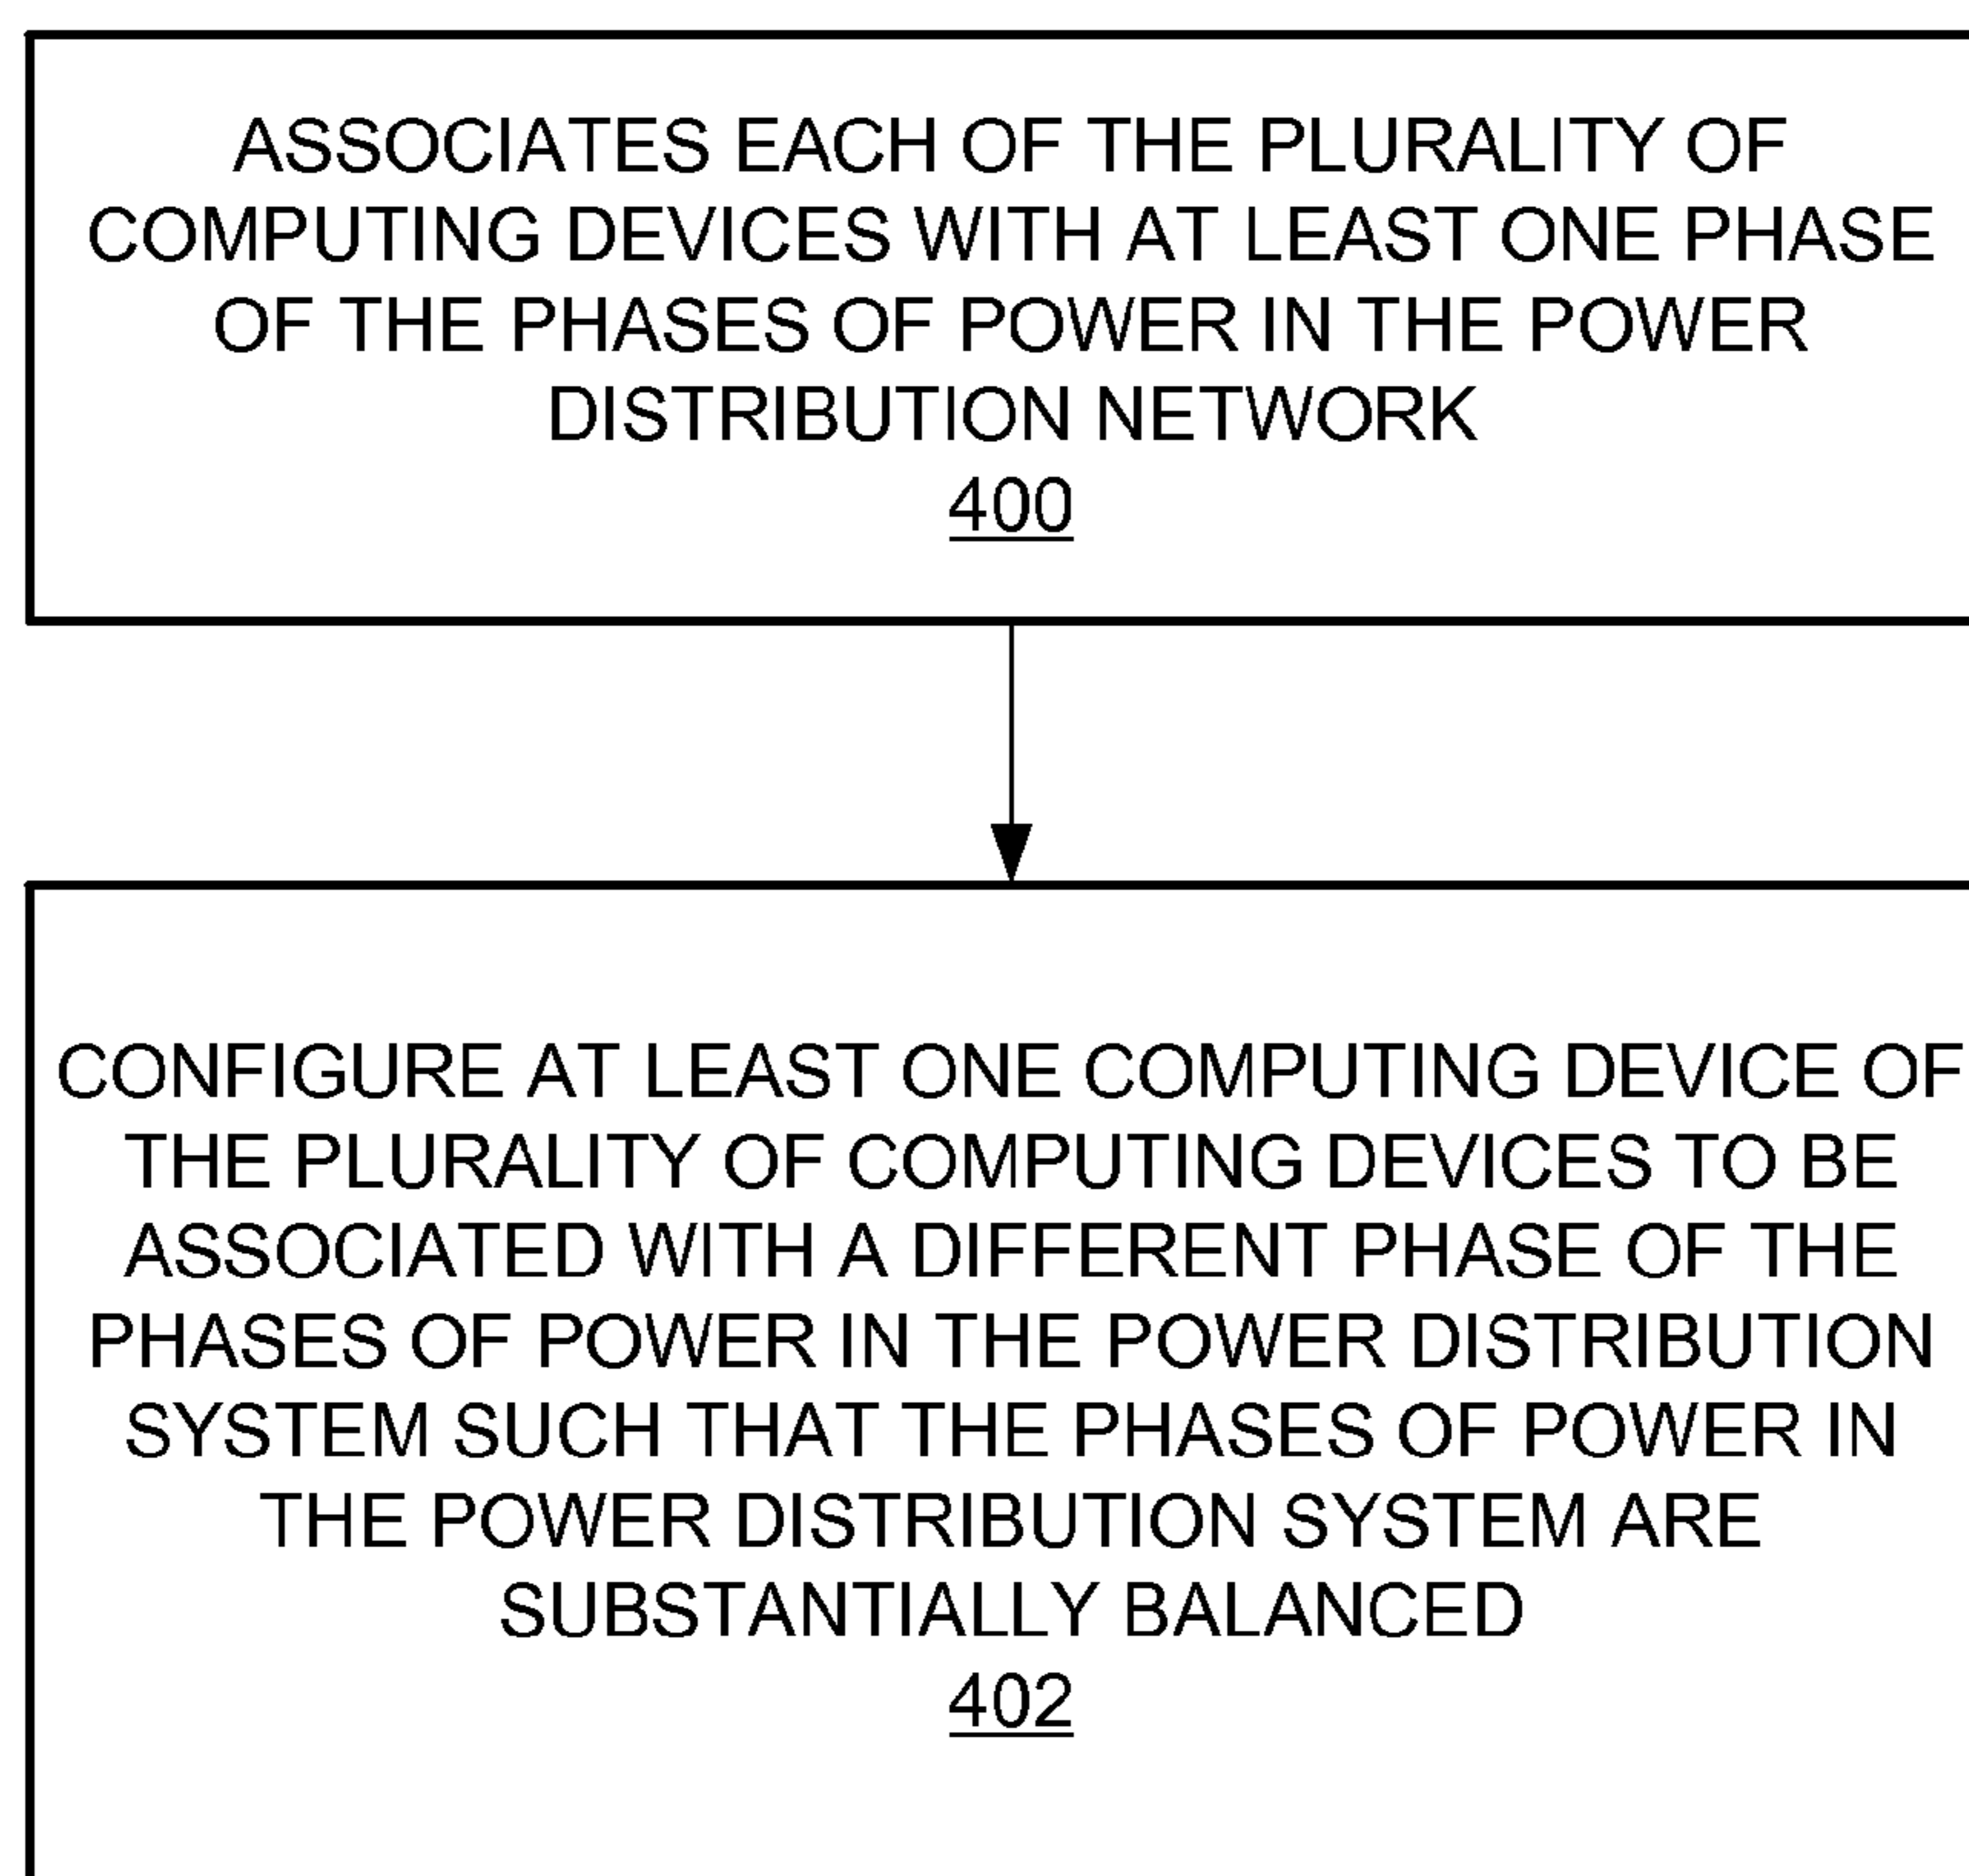 ASSOCIATES EACH OF THE PLURALITY OF
COMPUTING DEVICES WITH AT LEAST ONE PHASE
OF THE PHASES OF POWER IN THE POWER
DISTRIBUTION NETWORK
400
CONFIGURE AT LEAST ONE COMPUTING DEVICE OF
THE PLURALITY OF COMPUTING DEVICES TO BE
ASSOCIATED WITH A DIFFERENT PHASE OF THE
PHASES OF POWER IN THE POWER DISTRIBUTION
SYSTEM SUCH THAT THE PHASES OF POWER IN
THE POWER DISTRIBUTION SYSTEM ARE
SUBSTANTIALLY BALANCED
402